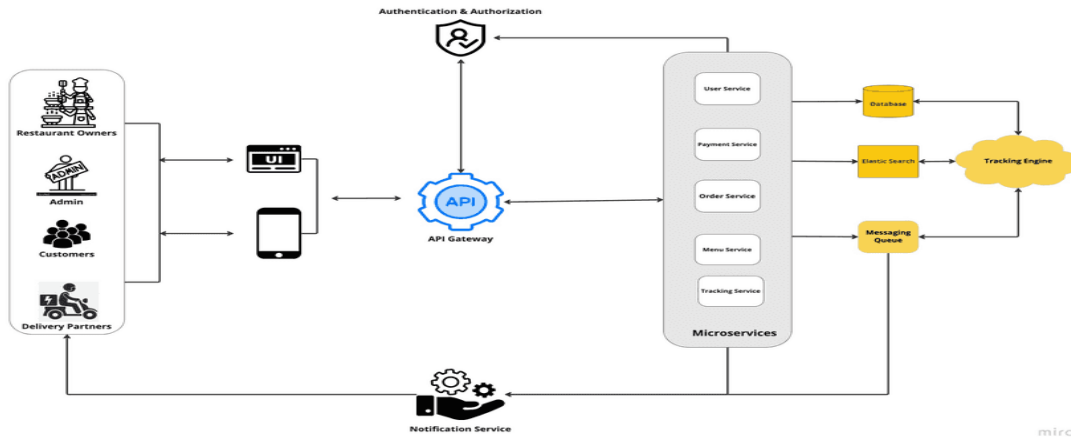 Authentication & Authorization
User Service
Payment Service
Order Service
Menu Service
Tracking Service
Microservices
Database
Elastic Search
Messaging
Queue
Tracking Engine
Restaurant Owners
ADMIN
Admin
Customers
Delivery Partners
UI
API
API Gateway
Notification Service
miro